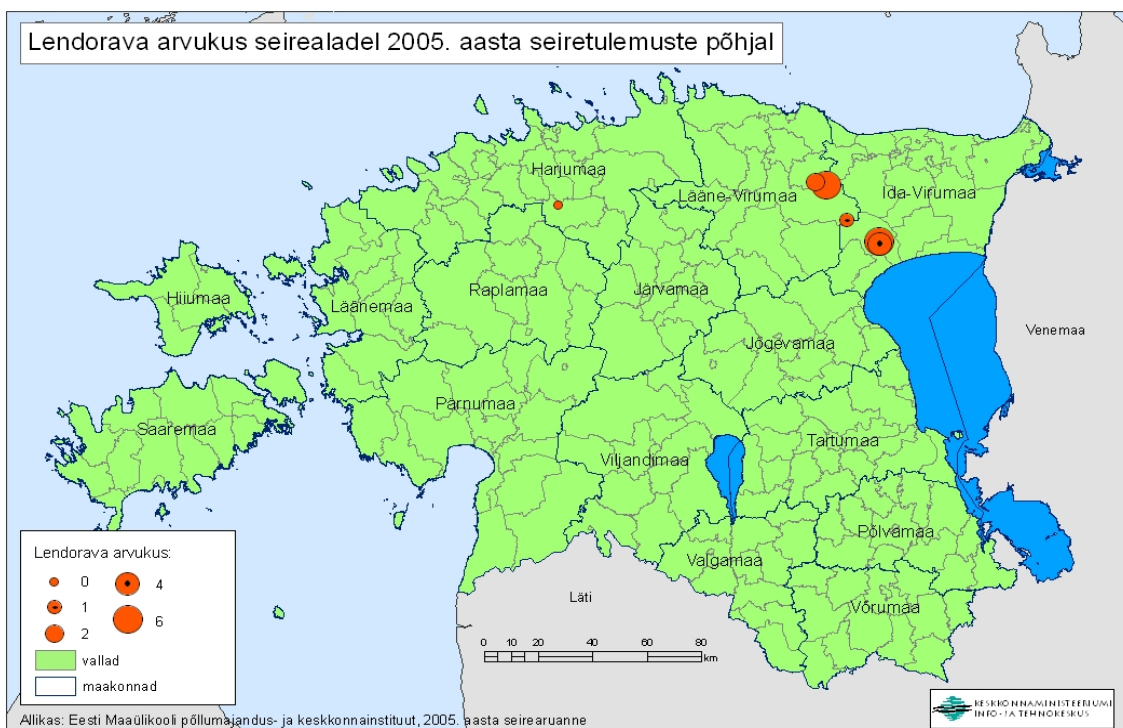 Lendorava arvukus seirealadel 2005. aasta seiretulemuste põhjal
Harjumaa
Lääne-Virumaa
Ida-Virumaa
Hiiumaa
Läänemaa
Raplamaa
Järvamaa
Venemaa
Jõgevamaa
Pärnumaa
Saaremaa
Viljandimaa
Tartumaa
Põlvamaa
Valgamaa
Võrumaa
Läti
Lendorava arvukus:
0
4
1
2
6
vallad
maakonnad
0 10 20 40 60 80
km
KESKKONNAMINISTEERIUMI
INFO- JA TEHNOKESKUS
Allikas: Eesti Maaülikooli põllumajandus- ja keskkonnainstituut, 2005. aasta seirearuanne